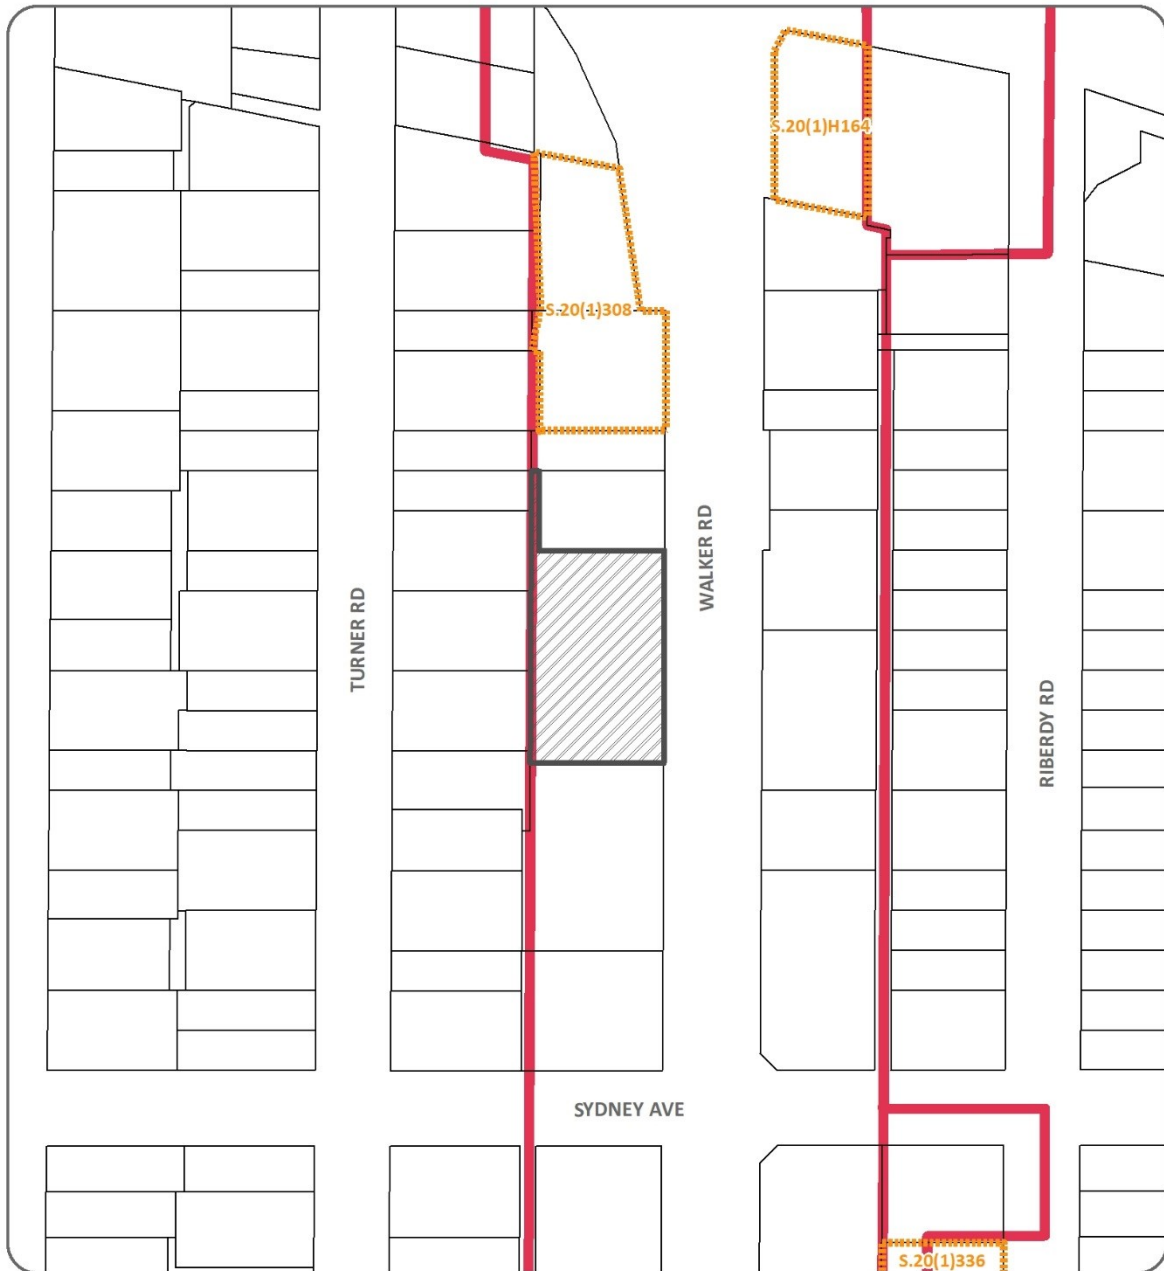 S.20(1)H164
S.20(1)308
WALKER RD
TURNER RD
RIBERDY RD
SYDNEY AVE
S.20(1)336